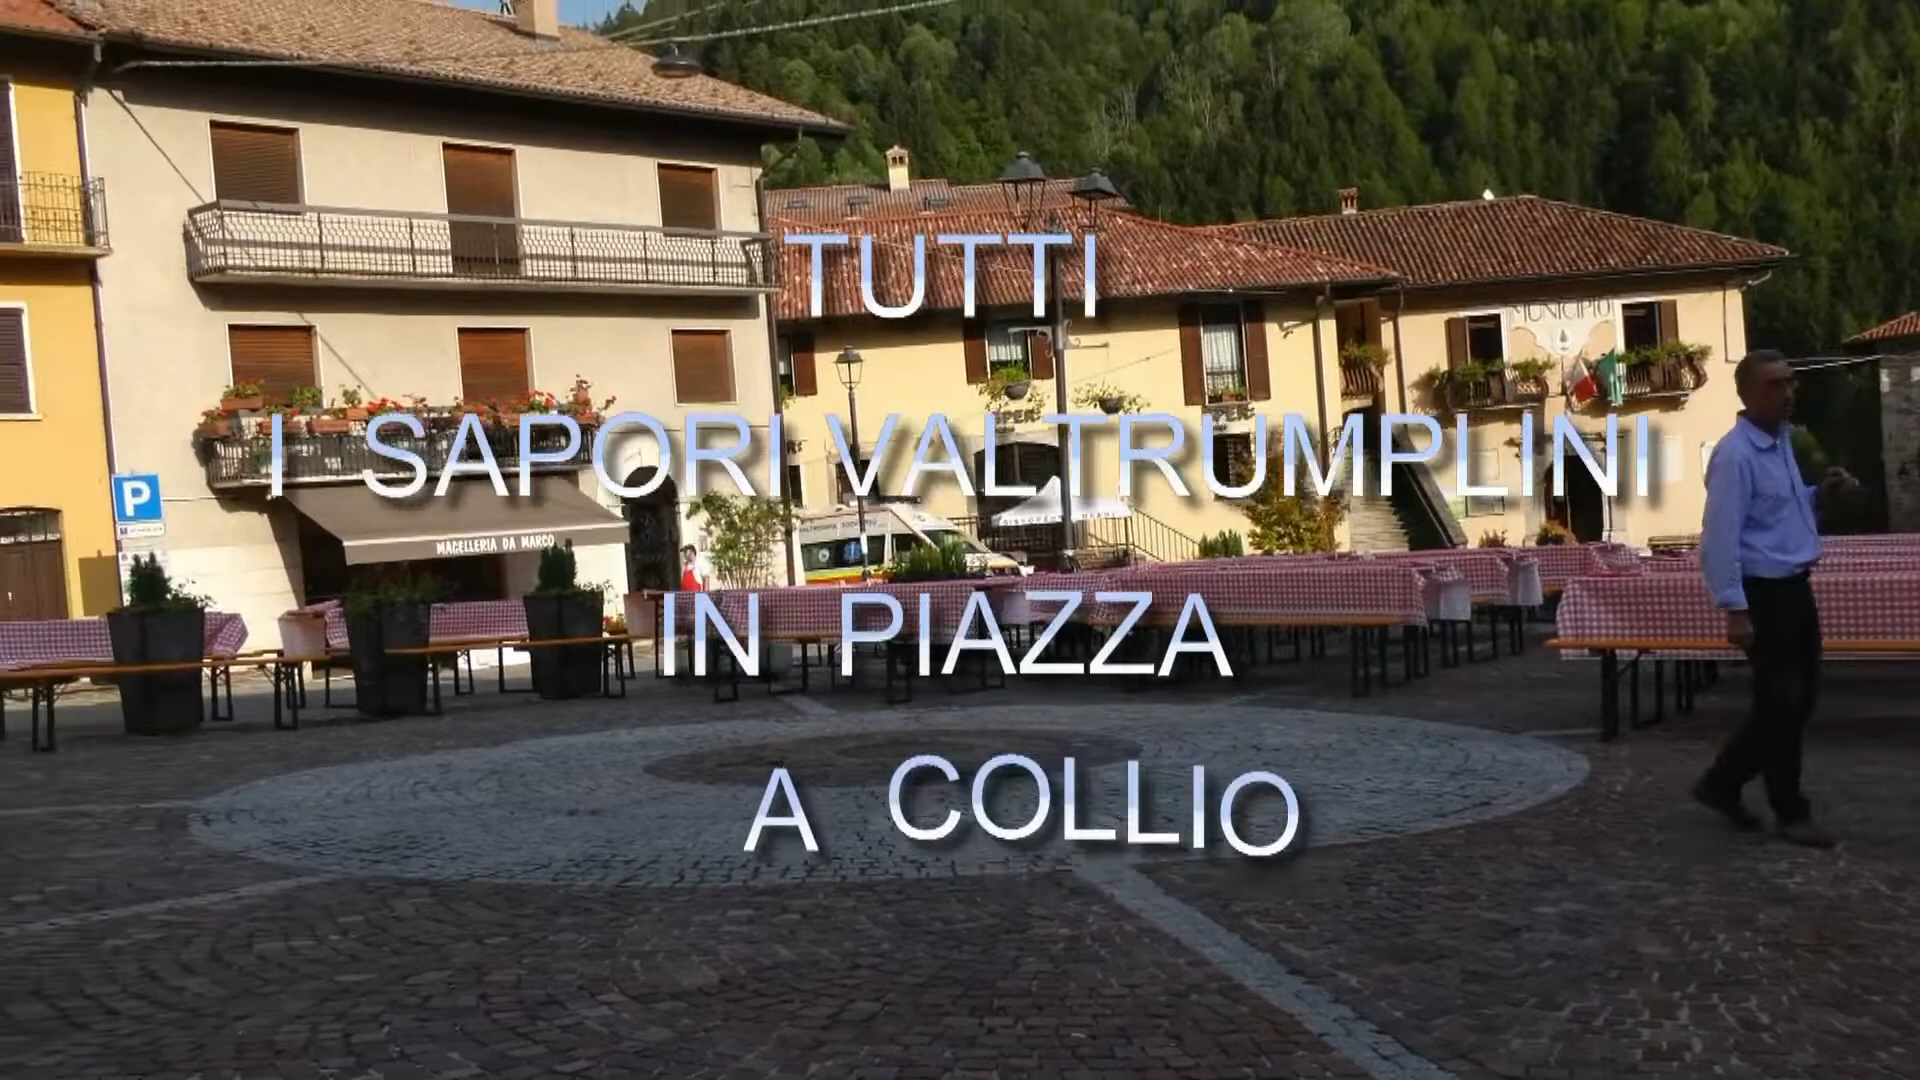 TUTTI
I SAPORI VALTRUMPLINI
IN PIAZZA
A COLLIO
MUNICIPIO
P
MACELLERIA DA MARCO